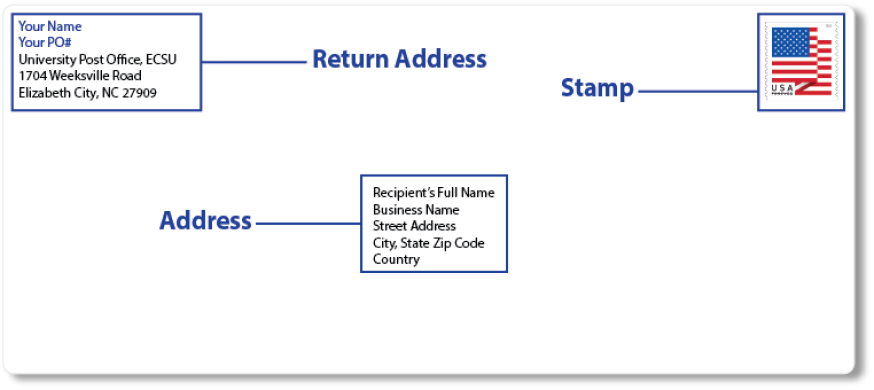 Your Name
Your PO#
University Post Office, ECSU
1704 Weeksville Road
Elizabeth City, NC 27909
Return Address
Stamp
USA
Address
Recipient's Full Name
Business Name
Street Address
City, State Zip Code
Country